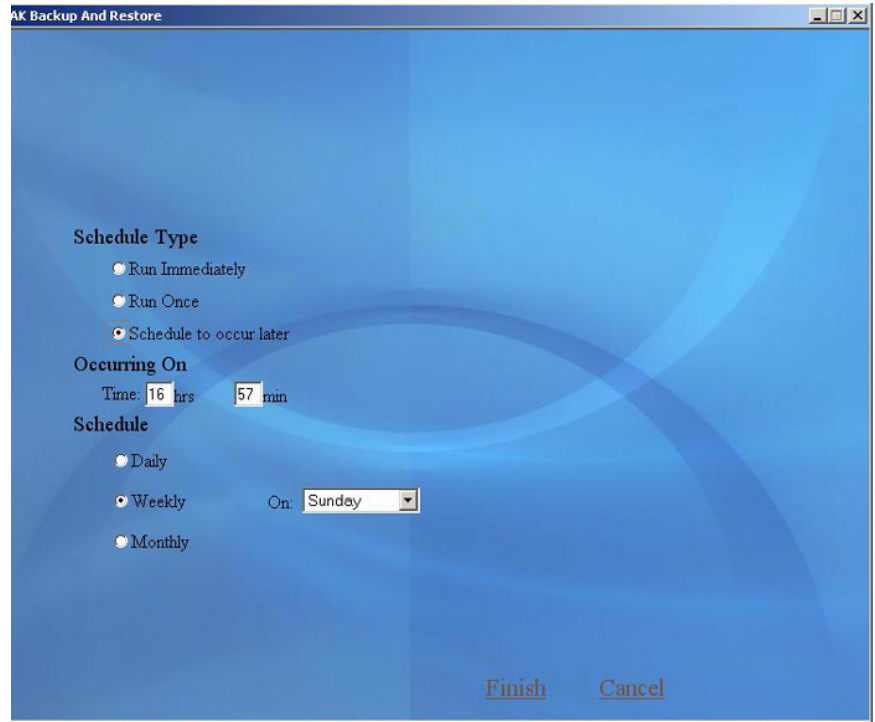 AK Backup And Restore
Schedule Type
Run Immediately
Run Once
Schedule to occur later
Occurring On
Time: 16 hrs 57 min
Schedule
Daily
Weekly On: Sunday
Monthly
Finish Cancel